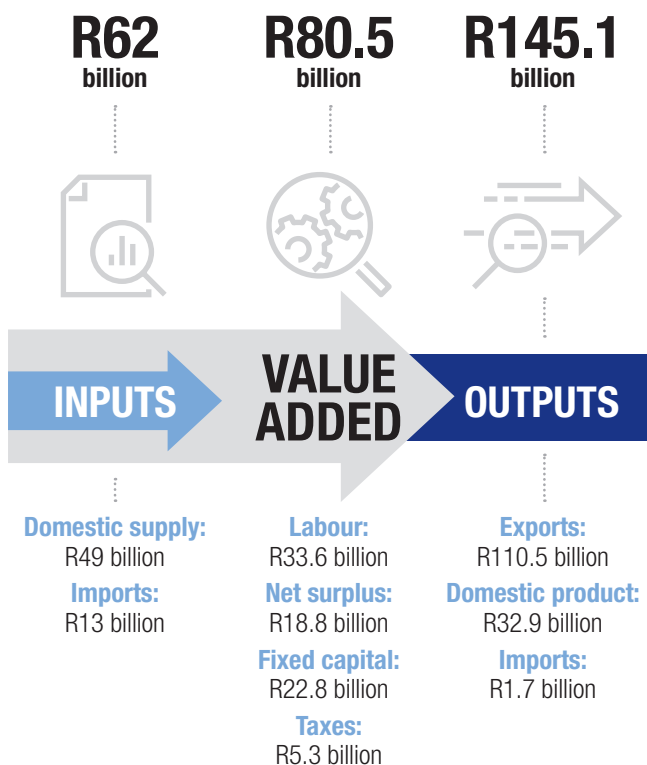 R62
billion
R80.5
billion
R145.1
billion
INPUTS
VALUE
ADDED
OUTPUTS
Domestic supply:
R49 billion
Imports:
R13 billion
Labour:
R33.6 billion
Net surplus:
R18.8 billion
Fixed capital:
R22.8 billion
Taxes:
R5.3 billion
Exports:
R110.5 billion
Domestic product:
R32.9 billion
Imports:
R1.7 billion